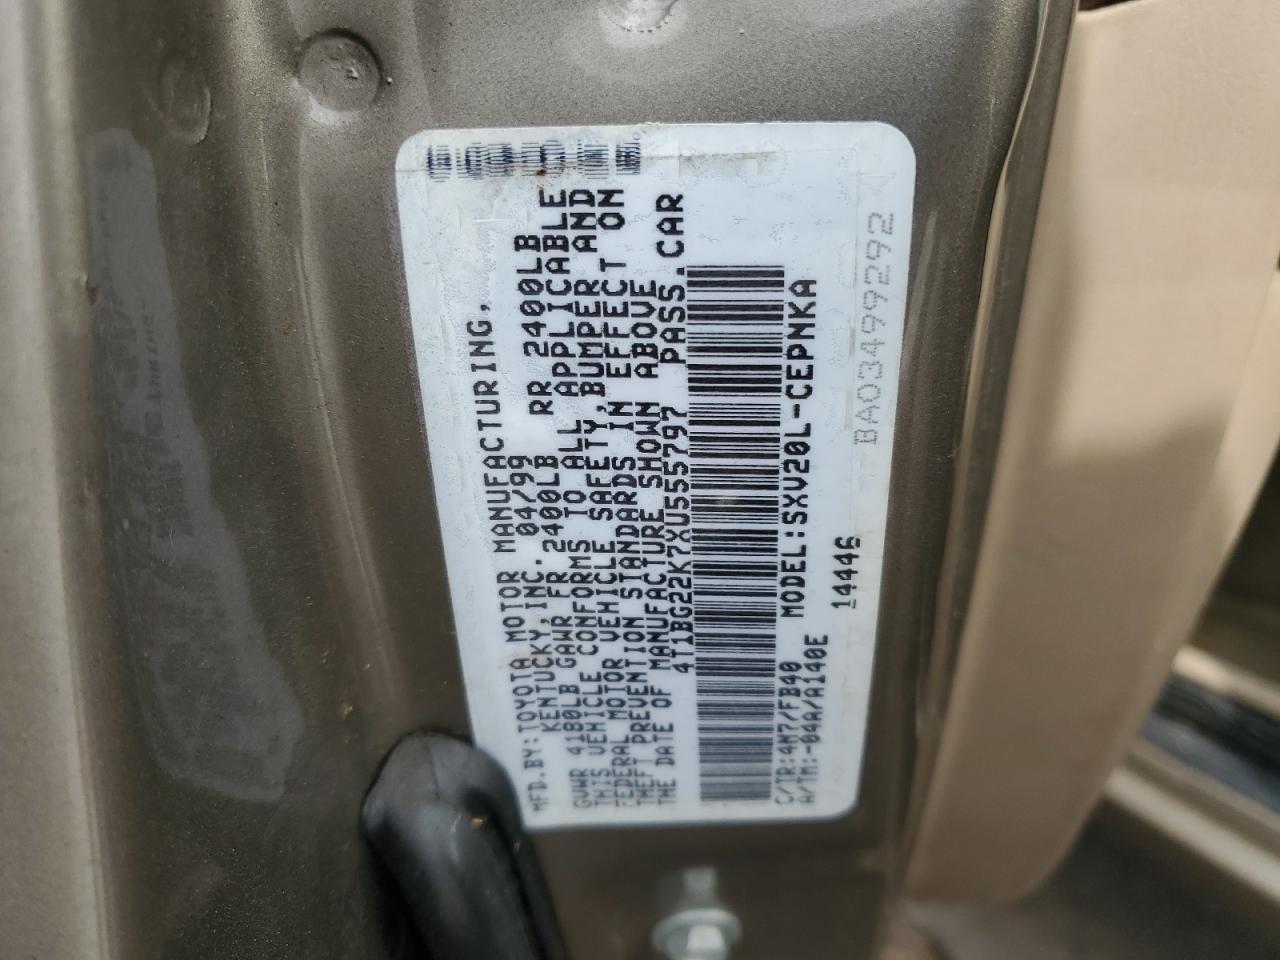 MFD.BY:TOYOTA MOTOR MANUFACTURING,
KENTUCKY,INC. 04/99
GVWR 4180LB GAWR FR 2400LB RR 2400LB
THIS VEHICLE CONFORMS TO ALL APPLICABLE
FEDERAL MOTOR VEHICLE SAFETY,BUMPER AND
THEFT PREVENTION STANDARDS IN EFFECT ON
THE DATE OF MANUFACTURE SHOWN ABOVE
4T1BG22K7XU555797 PASS.CAR
C/TR:4M7/FB40 MODEL:SXV20L-CEPNKA
A/TM:-04A/A140E 14446
BA03499292